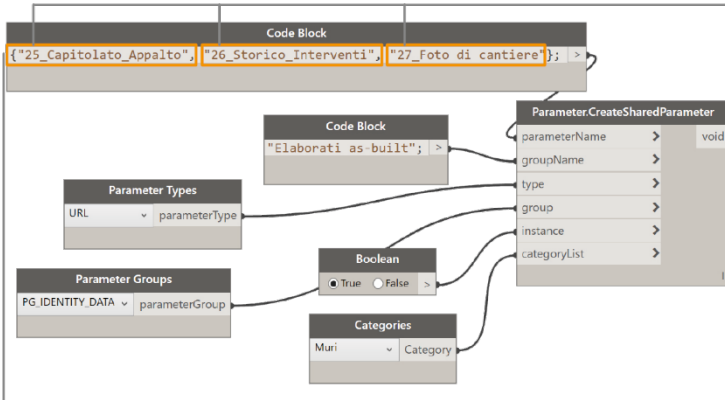 Code Block
{"25_Capitolato_Appalto", "26_Storico_Interventi", "27_Foto di cantiere"}; >
Parameter.CreateSharedParameter
parameterName > void
groupName >
type >
group >
instance >
categoryList >
Code Block
"Elaborati as-built"; >
Parameter Types
URL parameterType
Boolean
True False >
Parameter Groups
PG_IDENTITY_DATA parameterGroup
Categories
Muri Category